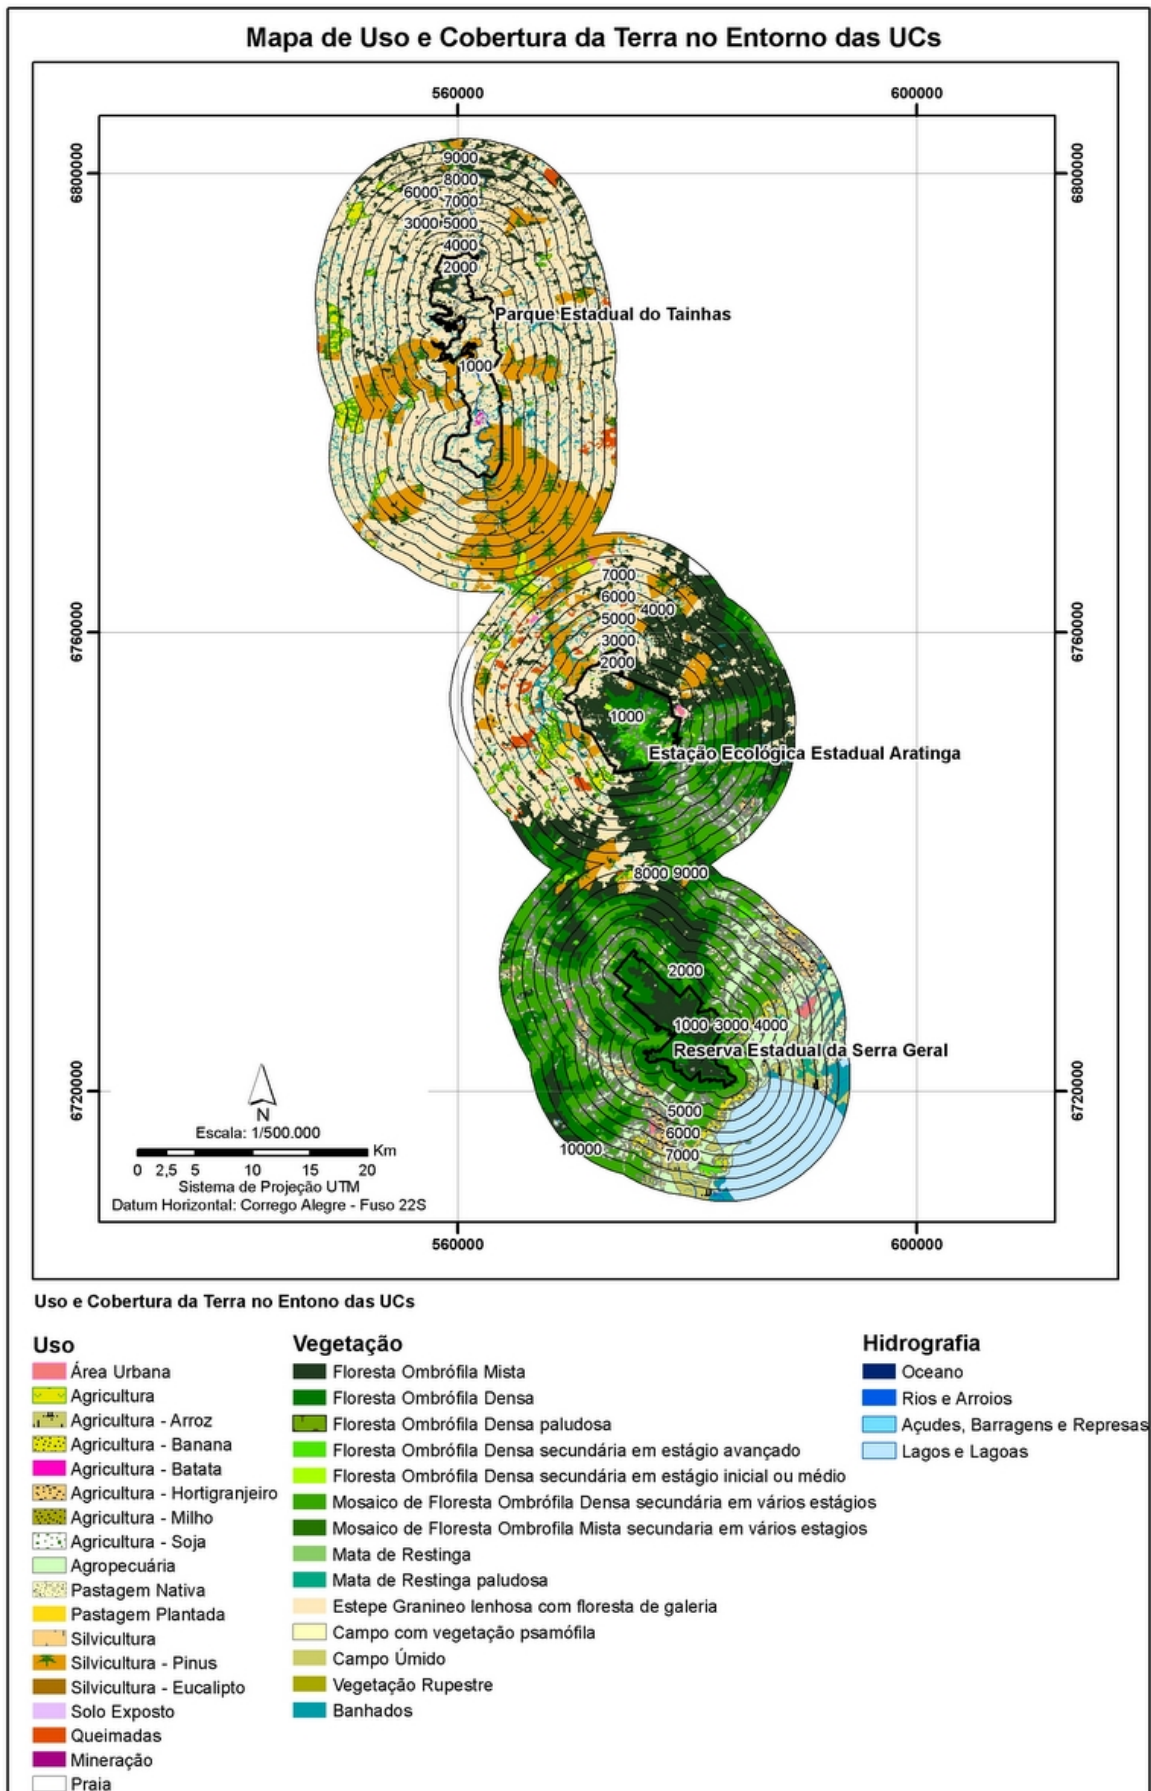 Mapa de Uso e Cobertura da Terra no Entorno das UCs
560000 600000
6800000 6800000
9000
8000
6000 7000
3000 5000
4000
2000
Parque Estadual do Tainhas
1000
7000
6000 4000
5000
6760000 6760000
3000
2000
1000
Estação Ecológica Estadual Aratinga
8000 9000
2000
1000 3000 4000
Reserva Estadual da Serra Geral
6720000 6720000
5000
6000
10000 7000
N
Escala: 1/500.000
Km
0 2,5 5 10 15 20
Sistema de Projeção UTM
Datum Horizontal: Corrego Alegre - Fuso 22S
560000 600000
Uso e Cobertura da Terra no Entono das UCs
Uso
Área Urbana
Agricultura
Agricultura - Arroz
Agricultura - Banana
Agricultura - Batata
Agricultura - Hortigranjeiro
Agricultura - Milho
Agricultura - Soja
Agropecuária
Pastagem Nativa
Pastagem Plantada
Silvicultura
Silvicultura - Pinus
Silvicultura - Eucalipto
Solo Exposto
Queimadas
Mineração
Praia
Vegetação
Floresta Ombrófila Mista
Floresta Ombrófila Densa
Floresta Ombrófila Densa paludosa
Floresta Ombrófila Densa secundária em estágio avançado
Floresta Ombrófila Densa secundária em estágio inicial ou médio
Mosaico de Floresta Ombrófila Densa secundária em vários estágios
Mosaico de Floresta Ombrofila Mista secundaria em vários estagios
Mata de Restinga
Mata de Restinga paludosa
Estepe Granineo lenhosa com floresta de galeria
Campo com vegetação psamófila
Campo Úmido
Vegetação Rupestre
Banhados
Hidrografia
Oceano
Rios e Arroios
Açudes, Barragens e Represas
Lagos e Lagoas